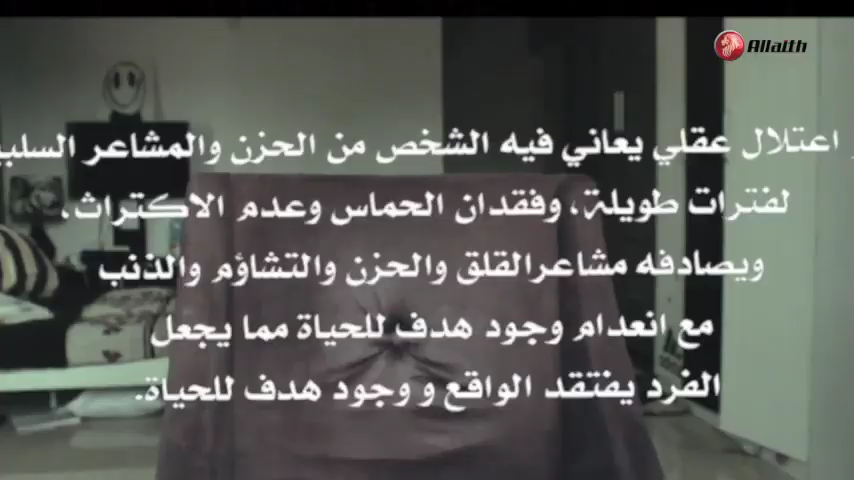 Allaith
اعتلال عقلي يعاني فيه الشخص من الحزن والمشاعر
لفترات طويلة، وفقدان الحماس وعدم الاكتراث،
ويصادفه مشاعرالقلق والحزن والتشاؤم والذنب
مع انعدام وجود هدف للحياة مما يجعل
الفرد يفتقد الواقع و وجود هدف للحياة.